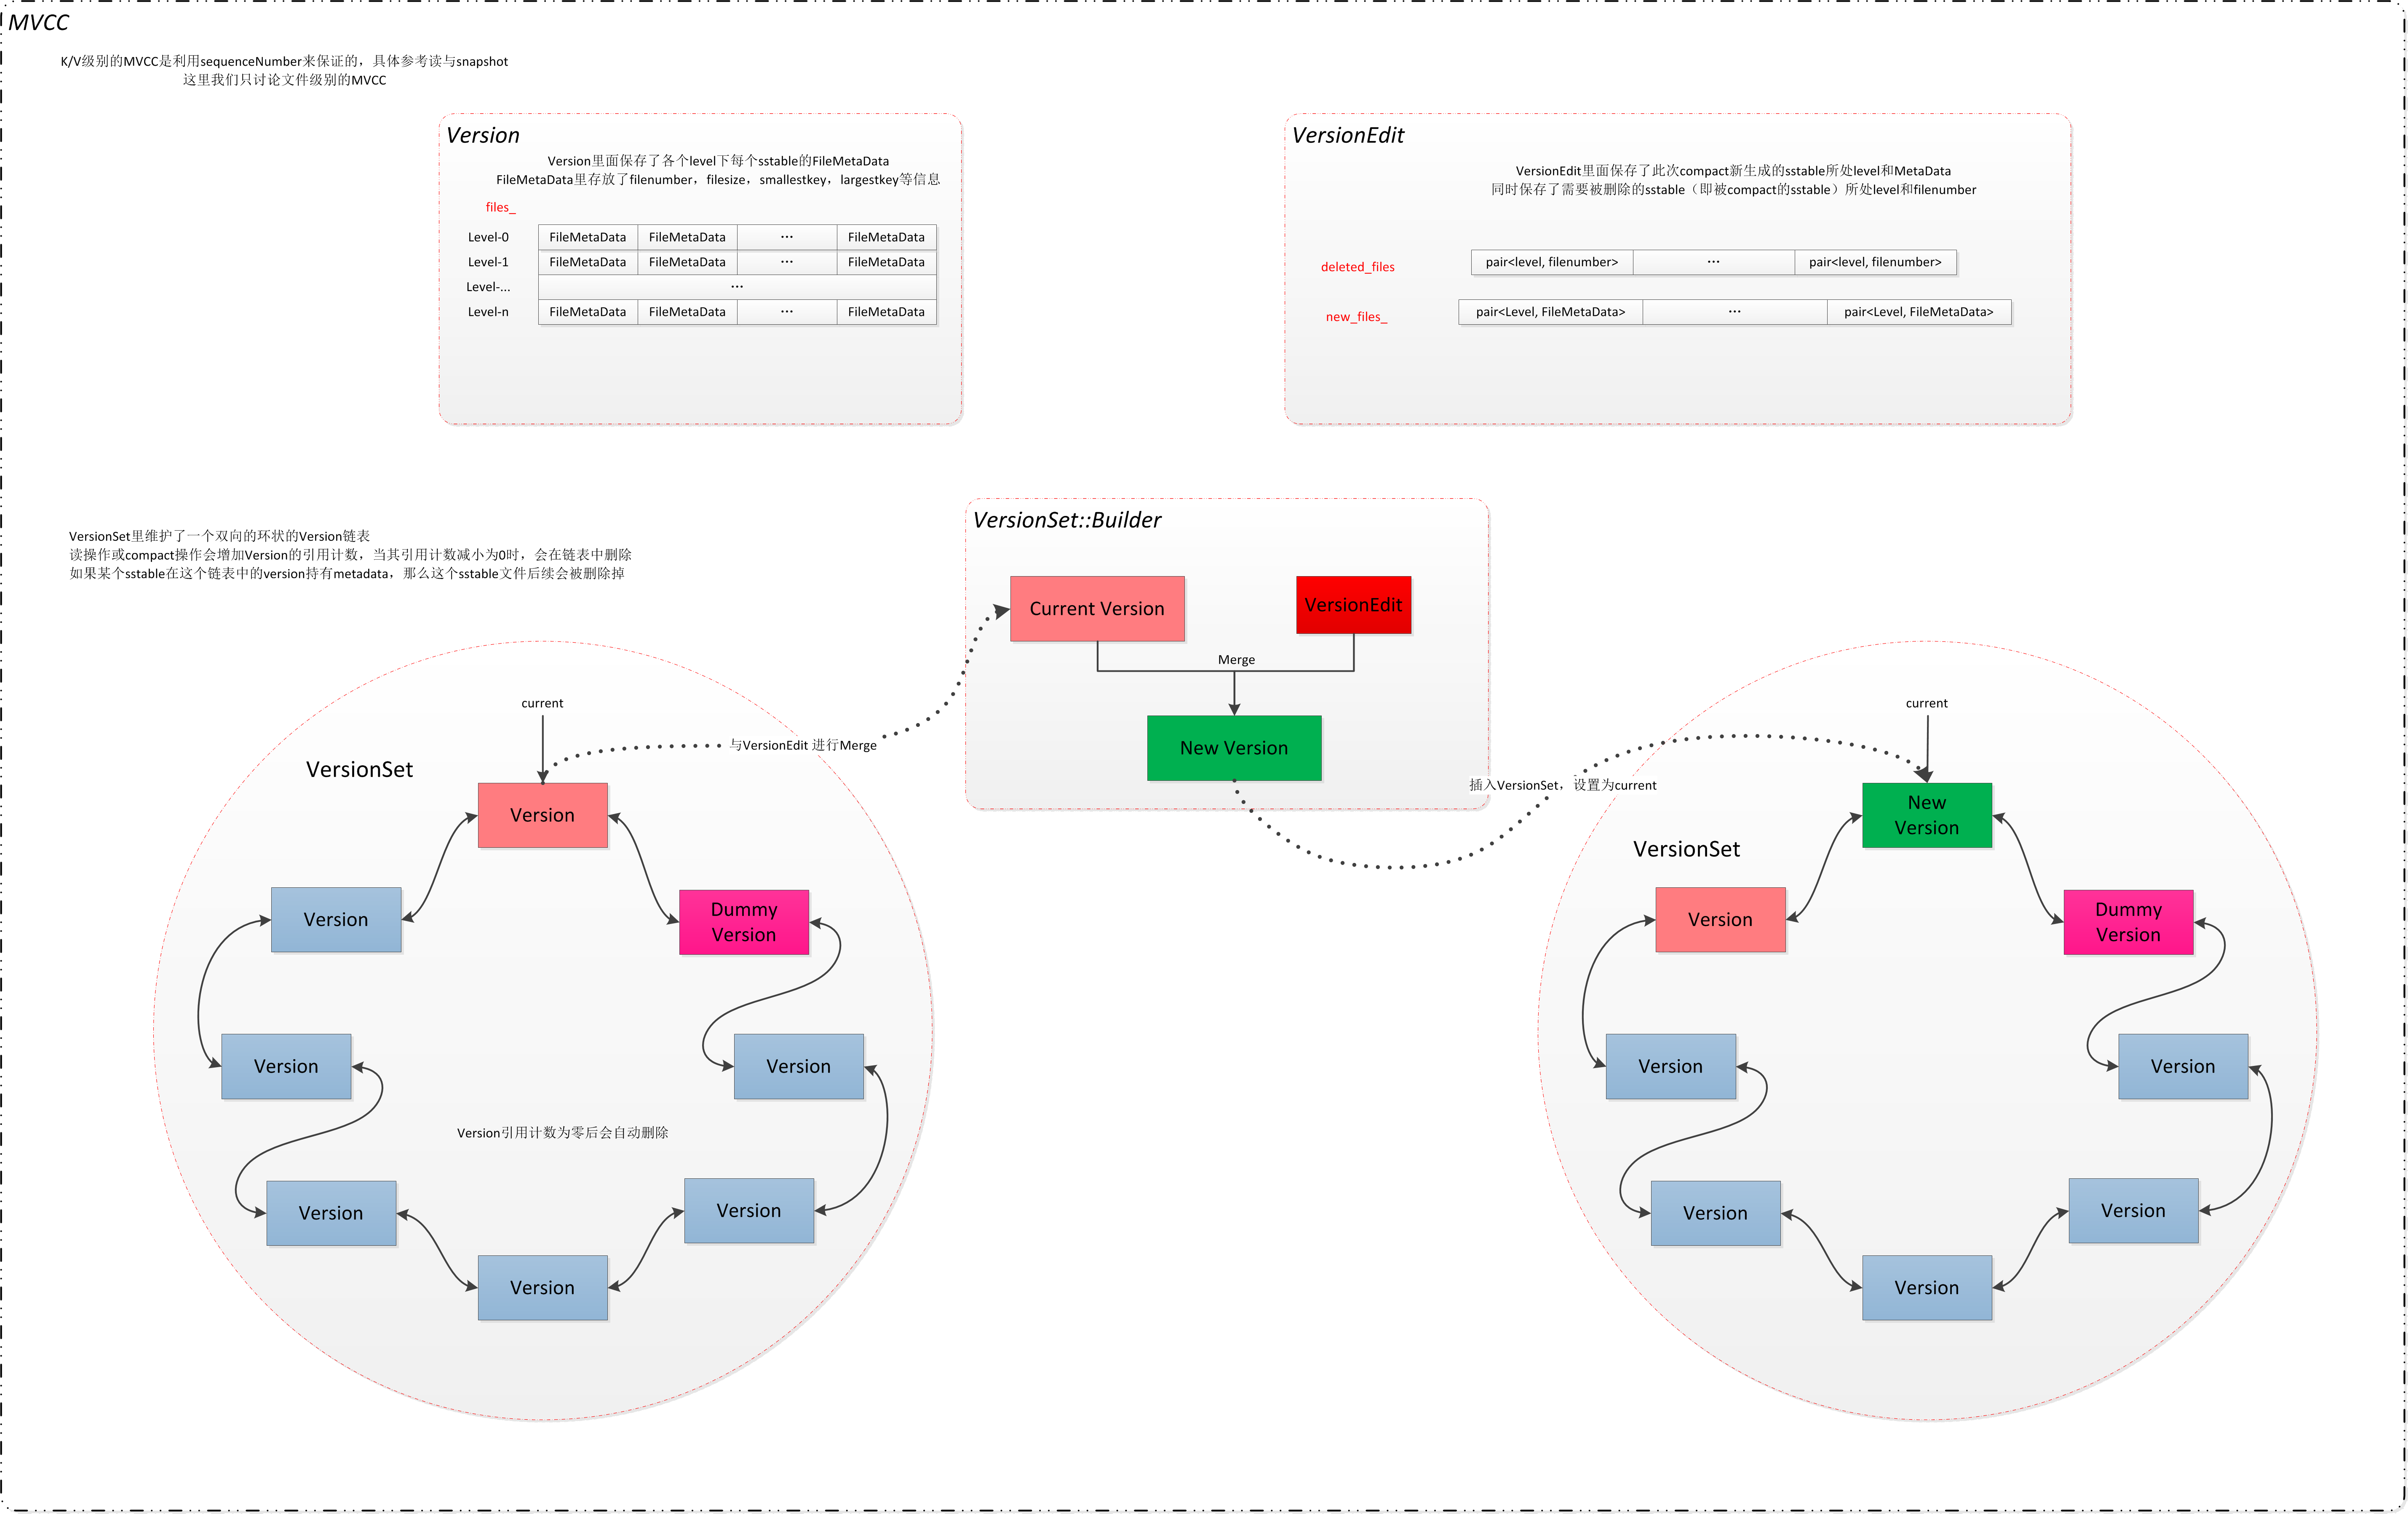 MVCC
K/V级别的MVCC是利用sequenceNumber来保证的，具体参考读与snapshot
这里我们只讨论文件级别的MVCC
Version
Version里面保存了各个level下每个sstable的FileMetaData
FileMetaData里存放了filenumber，filesize，smallestkey，largestkey等信息
files_
Level-0 FileMetaData FileMetaData ... FileMetaData
Level-1 FileMetaData FileMetaData ... FileMetaData
Level-... ...
Level-n FileMetaData FileMetaData ... FileMetaData
VersionEdit
VersionEdit里面保存了此次compact新生成的sstable所处level和MetaData
同时保存了需要被删除的sstable（即被compact的sstable）所处level和filenumber
deleted_files pair<level, filenumber> ... pair<level, filenumber>
new_files_ pair<Level, FileMetaData> ... pair<Level, FileMetaData>
VersionSet里维护了一个双向的环状的Version链表
读操作或compact操作会增加Version的引用计数，当其引用计数减小为0时，会在链表中删除
如果某个sstable在这个链表中的version持有metadata，那么这个sstable文件后续会被删除掉
VersionSet::Builder
Current Version
VersionEdit
Merge
New Version
与VersionEdit 进行Merge
插入VersionSet，设置为current
current
VersionSet
Version
Version
Dummy
Version
Version
Version
Version引用计数为零后会自动删除
Version
Version
Version
current
New
Version
VersionSet
Version
Dummy
Version
Version
Version
Version
Version
Version